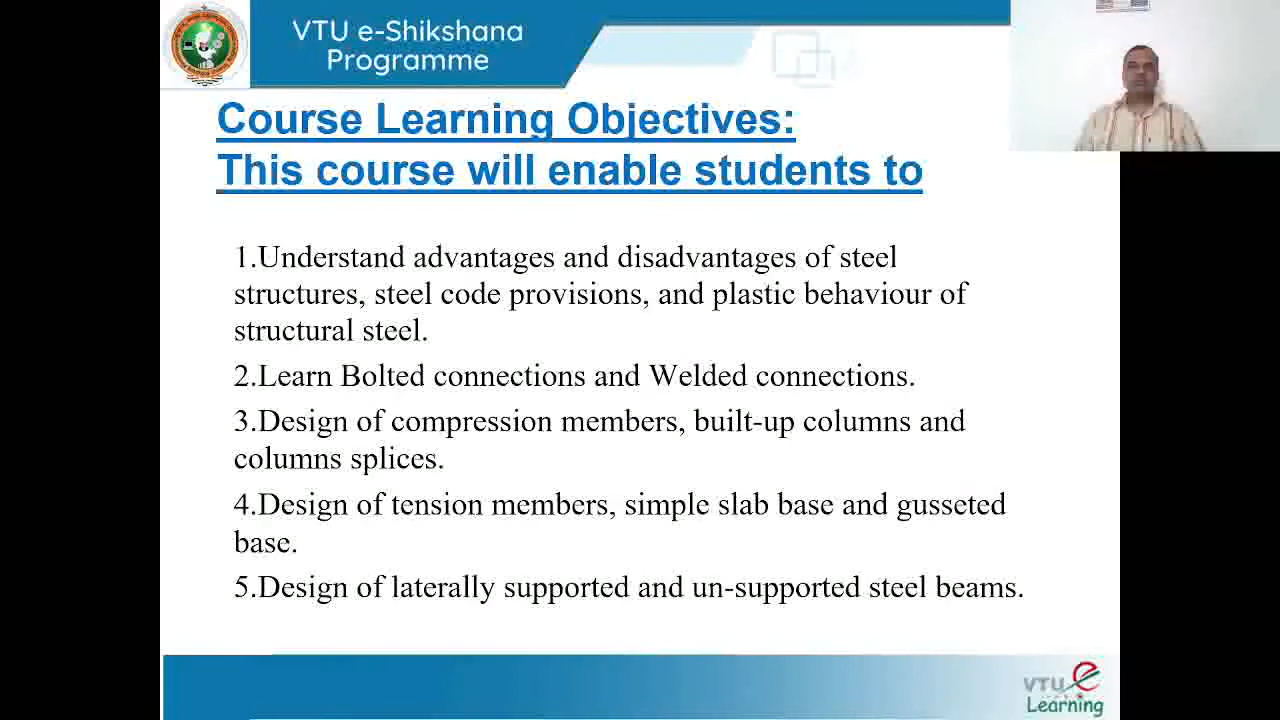 VTU e-Shikshana
Programme
Course Learning Objectives:
This course will enable students to
1.Understand advantages and disadvantages of steel
structures, steel code provisions, and plastic behaviour of
structural steel.
2.Learn Bolted connections and Welded connections.
3.Design of compression members, built-up columns and
columns splices.
4.Design of tension members, simple slab base and gusseted
base.
5.Design of laterally supported and un-supported steel beams.
VTU e
Learning